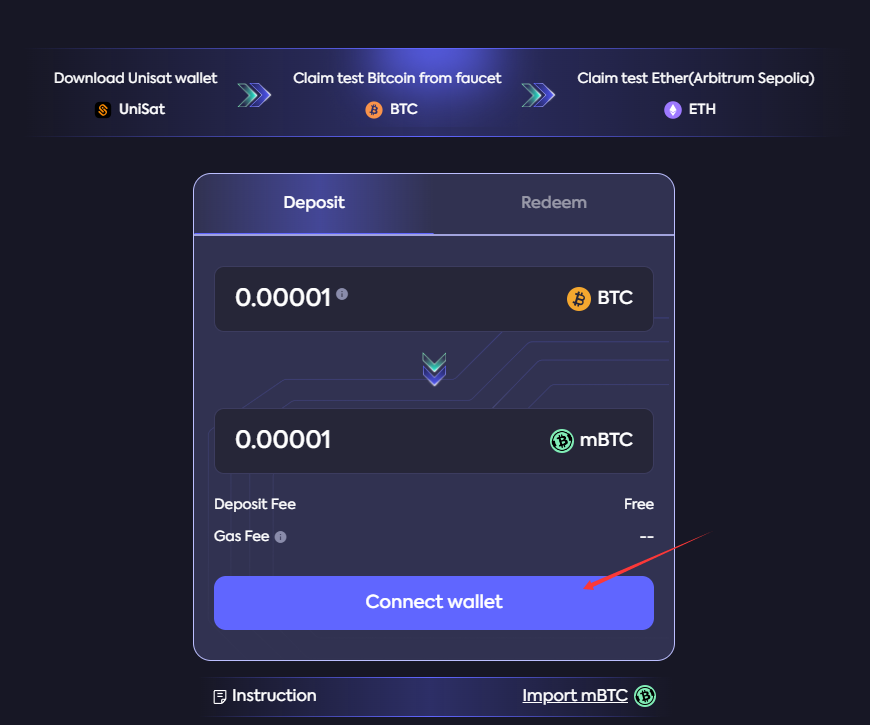 Download Unisat wallet
UniSat
Claim test Bitcoin from faucet
BTC
Claim test Ether(Arbitrum Sepolia)
ETH
Deposit
Redeem
0.00001
BTC
0.00001
mBTC
Deposit Fee
Free
Gas Fee
--
Connect wallet
Instruction
Import mBTC